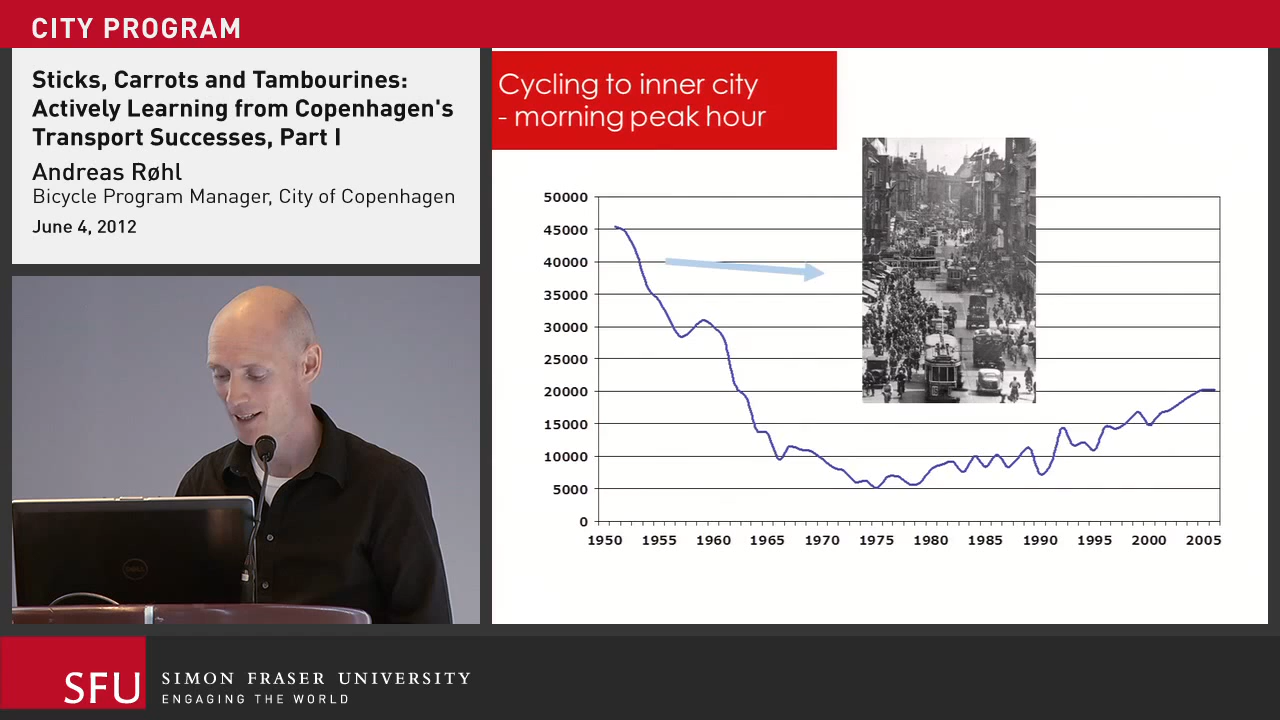 CITY PROGRAM
Sticks, Carrots and Tambourines:
Actively Learning from Copenhagen's
Transport Successes, Part I
Andreas Røhl
Bicycle Program Manager, City of Copenhagen
June 4, 2012
Cycling to inner city
- morning peak hour
50000
45000
40000
35000
30000
25000
20000
15000
10000
5000
0
1950 1955 1960 1965 1970 1975 1980 1985 1990 1995 2000 2005
DELL
SFU
SIMON FRASER UNIVERSITY
ENGAGING THE WORLD